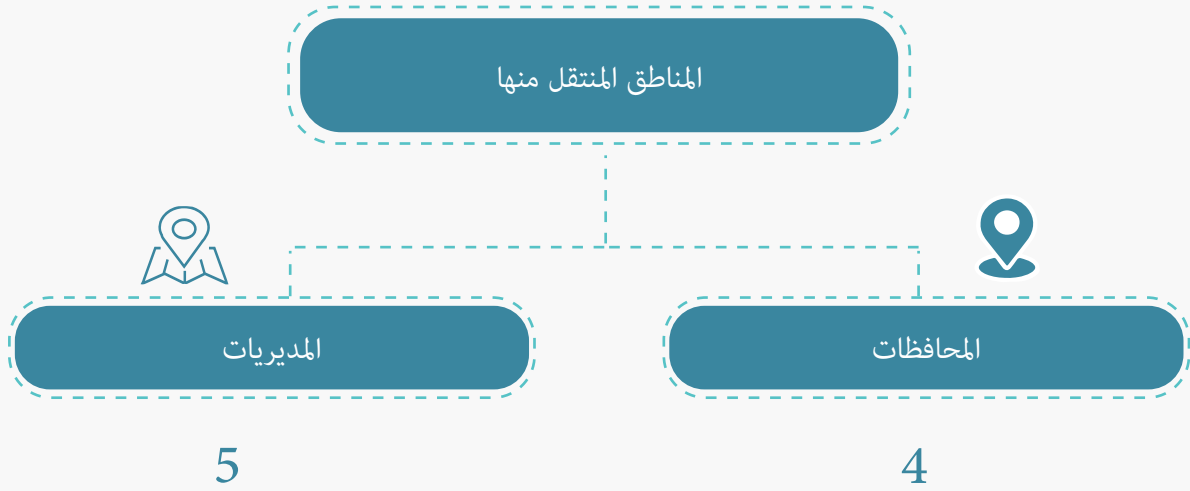 المناطق المنتقل منها
المحافظات
المديريات
4
5